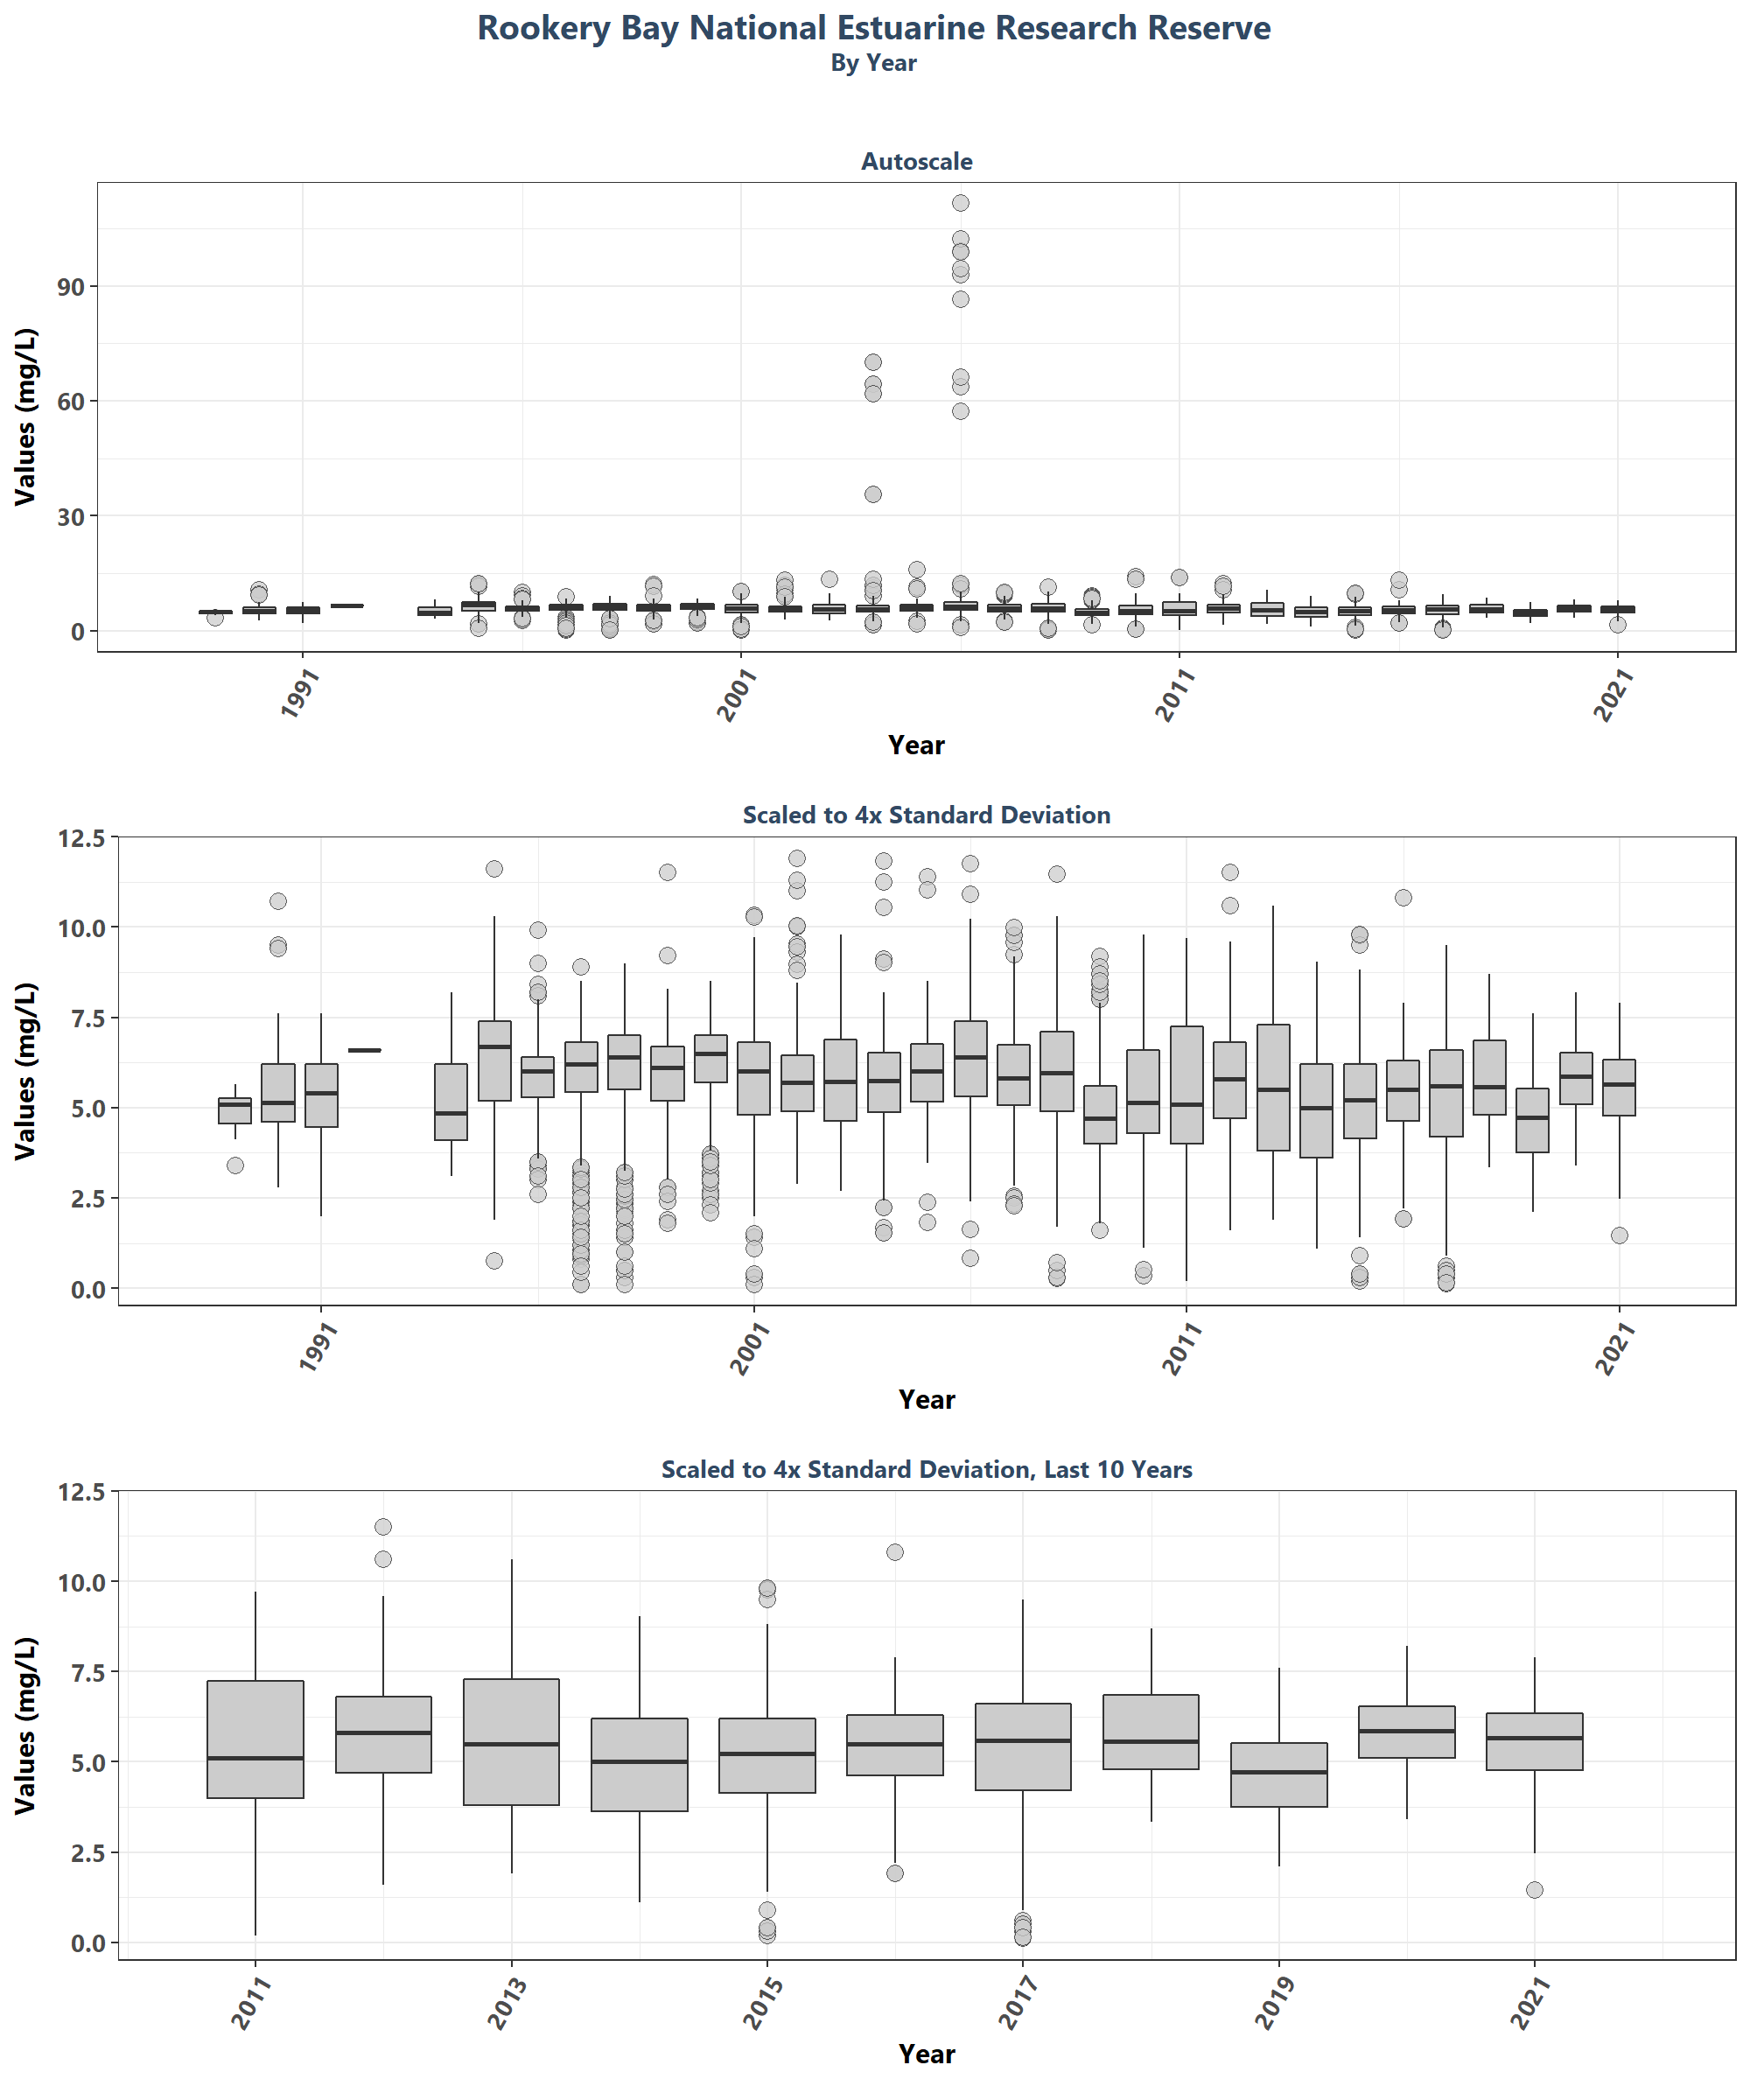 Rookery Bay National Estuarine Research Reserve
By Year
Autoscale
Values (mg/L)
90
60
30
0
1991
2001
2011
2021
Year
Scaled to 4x Standard Deviation
Values (mg/L)
12.5
10.0
7.5
5.0
2.5
0.0
1991
2001
2011
2021
Year
Scaled to 4x Standard Deviation, Last 10 Years
Values (mg/L)
12.5
10.0
7.5
5.0
2.5
0.0
2011
2013
2015
2017
2019
2021
Year